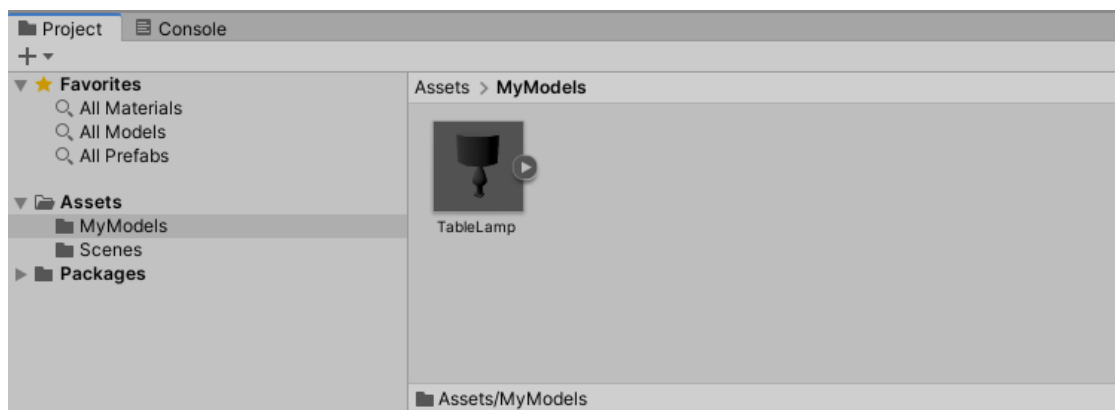 Project
Console
Favorites
All Materials
All Models
All Prefabs
Assets
MyModels
Scenes
Packages
Assets > MyModels
TableLamp
Assets/MyModels